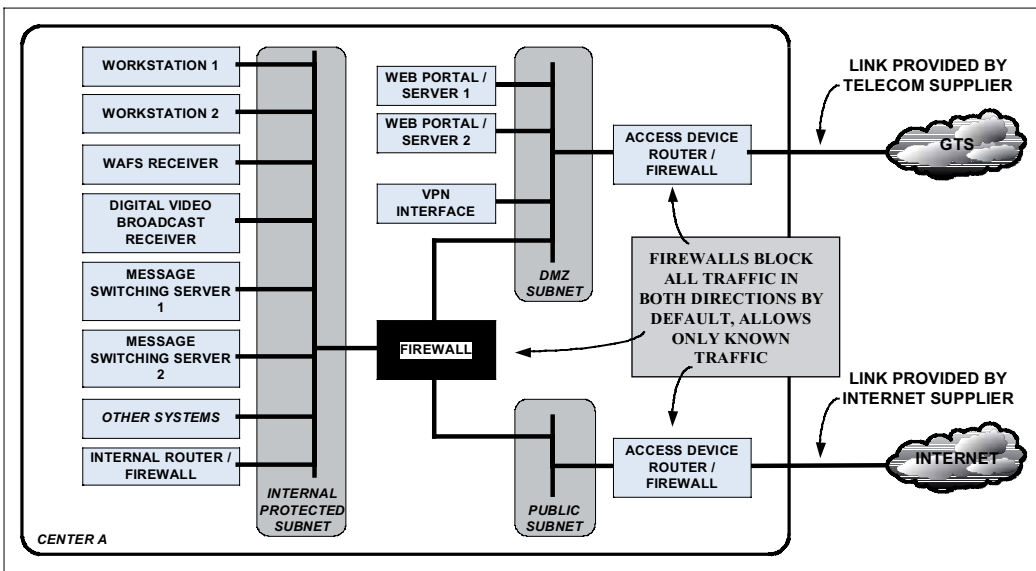 WORKSTATION 1
WORKSTATION 2
WAFS RECEIVER
DIGITAL VIDEO
BROADCAST
RECEIVER
MESSAGE
SWITCHING SERVER
1
MESSAGE
SWITCHING SERVER
2
OTHER SYSTEMS
INTERNAL ROUTER /
FIREWALL
INTERNAL
PROTECTED
SUBNET
CENTER A
WEB PORTAL /
SERVER 1
WEB PORTAL /
SERVER 2
VPN
INTERFACE
DMZ
SUBNET
FIREWALL
PUBLIC
SUBNET
ACCESS DEVICE
ROUTER /
FIREWALL
FIREWALLS BLOCK
ALL TRAFFIC IN
BOTH DIRECTIONS BY
DEFAULT, ALLOWS
ONLY KNOWN
TRAFFIC
ACCESS DEVICE
ROUTER /
FIREWALL
LINK PROVIDED BY
TELECOM SUPPLIER
GTS
LINK PROVIDED BY
INTERNET SUPPLIER
INTERNET